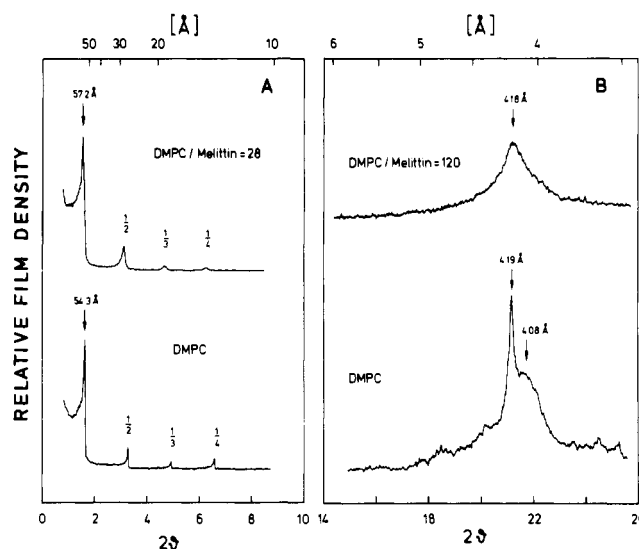 [Å]
[Å]
50 30 20 10
6 5 4
57.2 Å
A
DMPC / Melittin = 28
1/2
1/3
1/4
54.3 Å
DMPC
1/2
1/3
1/4
0 2 4 6 8 10
2ϑ
RELATIVE FILM DENSITY
B
4.18 Å
DMPC / Melittin = 120
4.19 Å
4.08 Å
DMPC
14 18 22 26
2ϑ